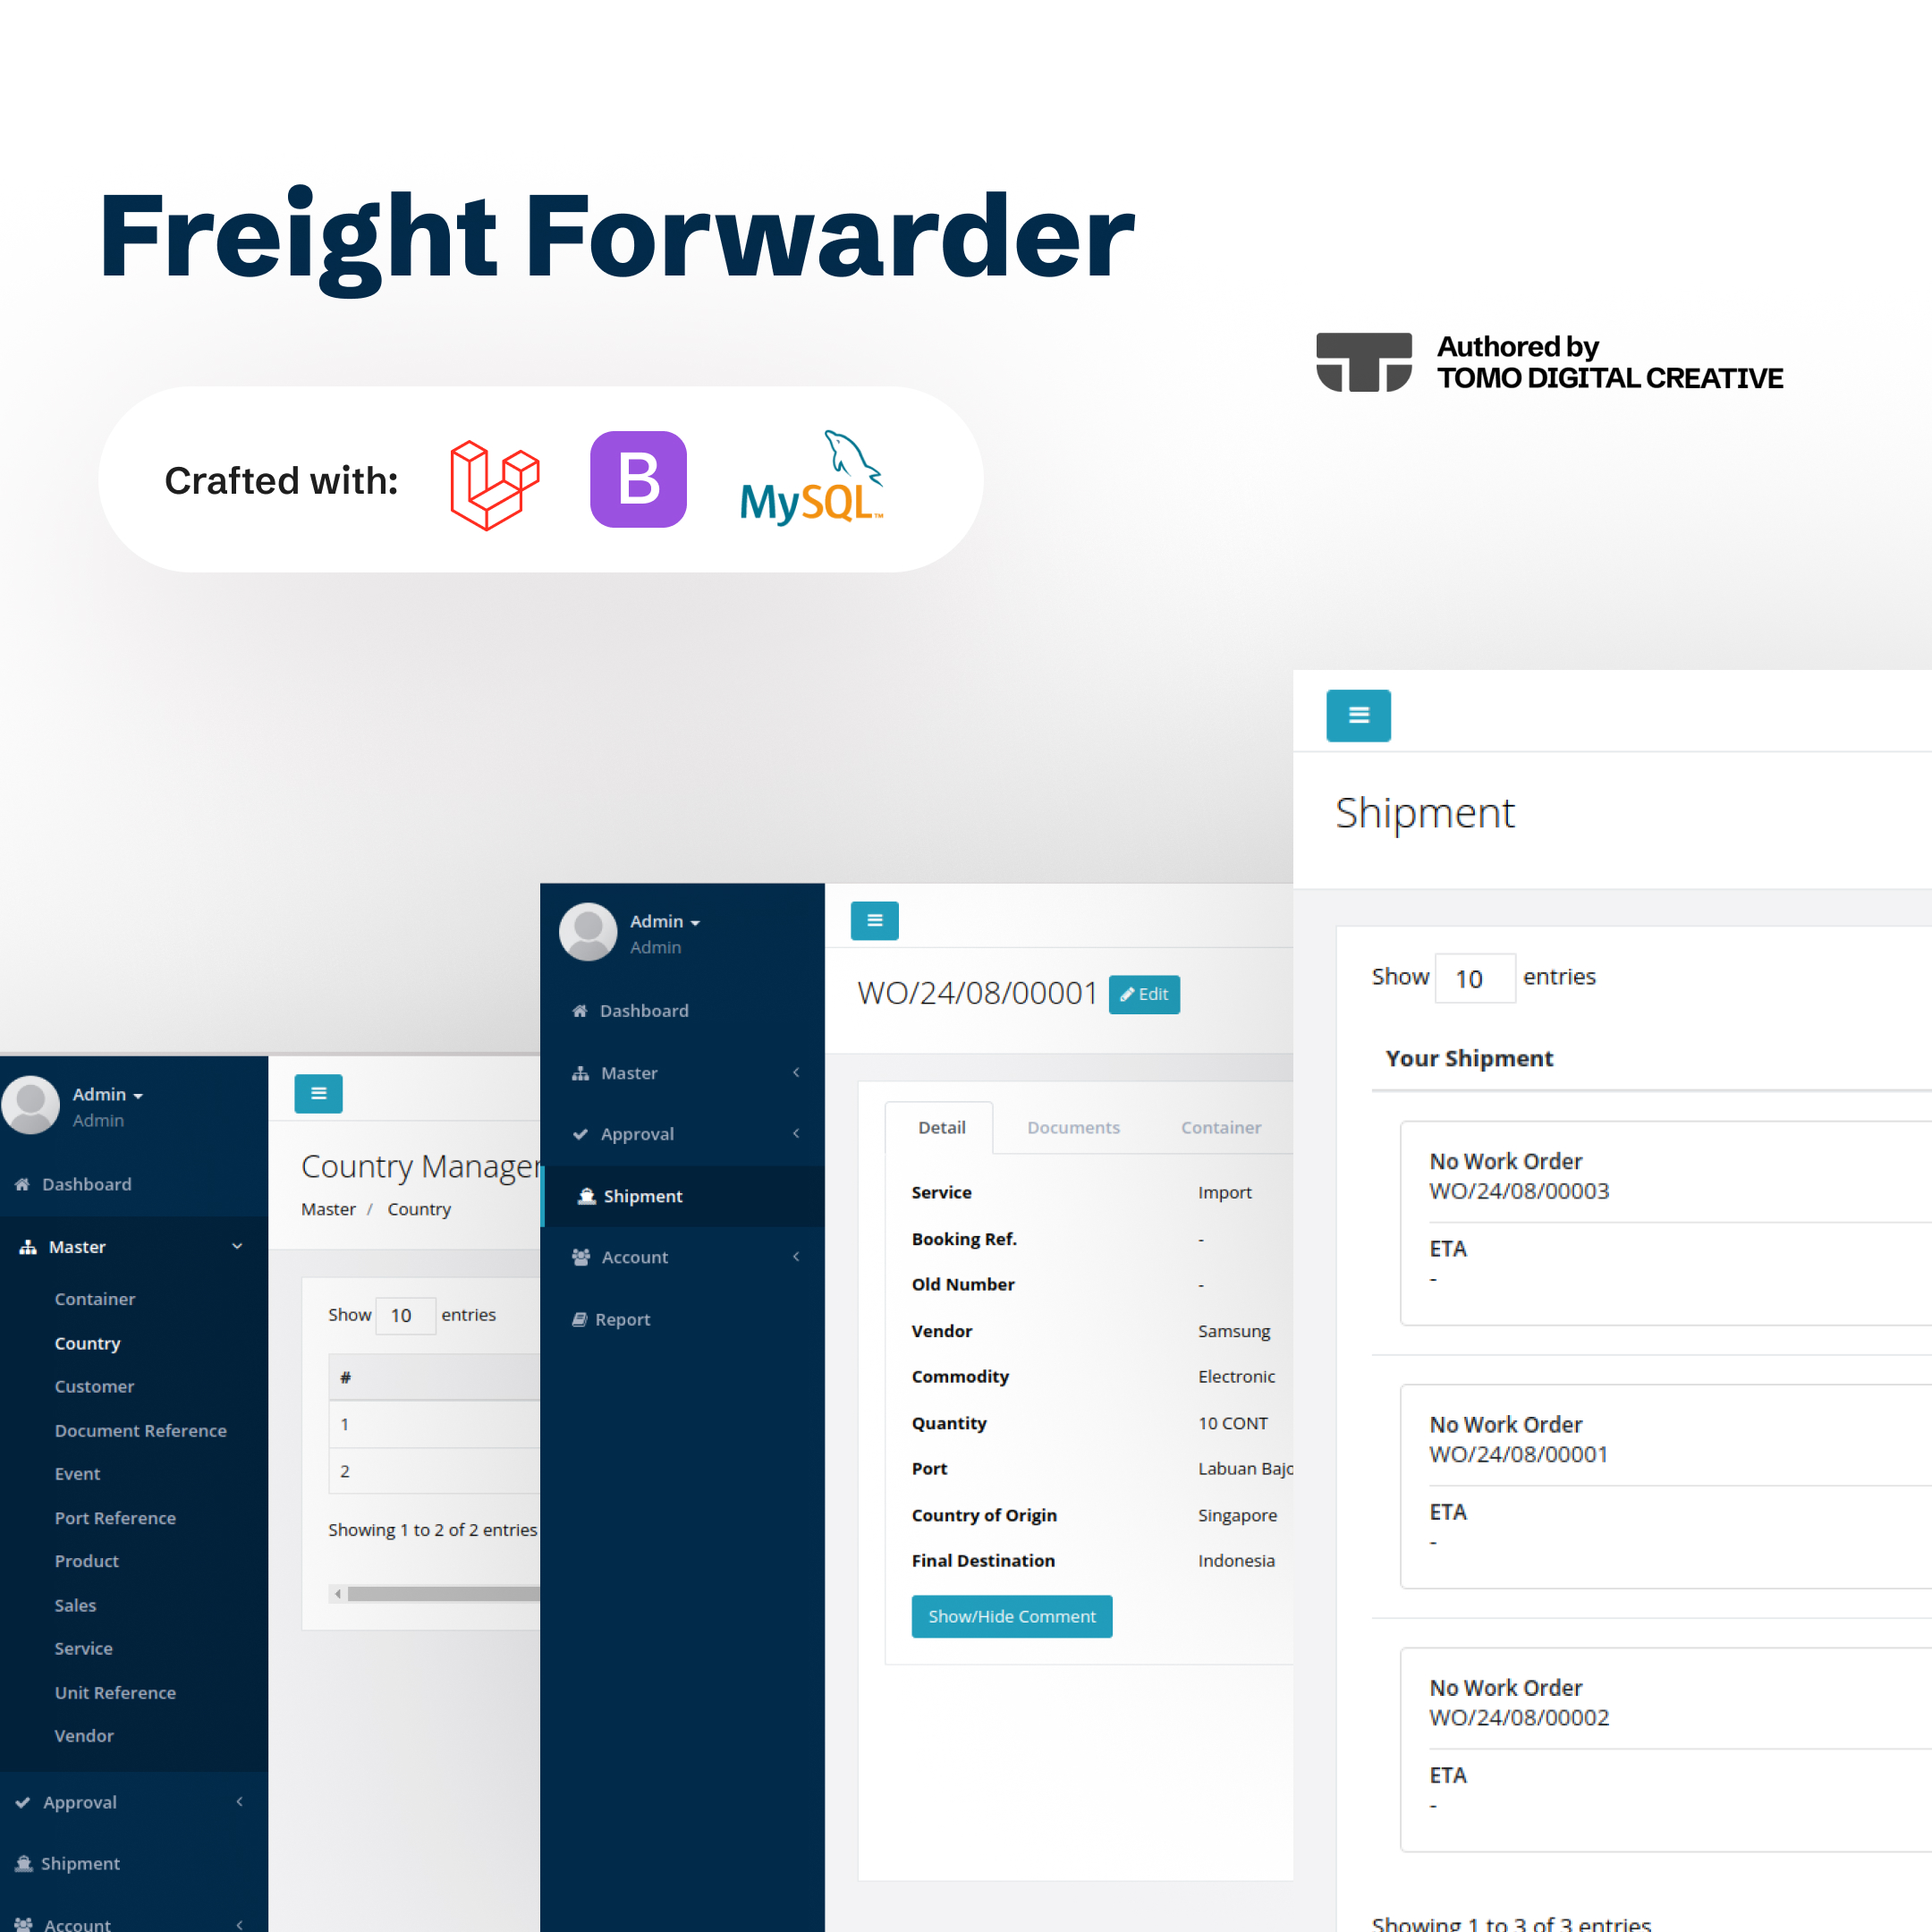 Freight Forwarder
Authored by
TOMO DIGITAL CREATIVE
Crafted with:
B
MySQL™
Admin
Admin
Dashboard
Master
Container
Country
Customer
Document Reference
Event
Port Reference
Product
Sales
Service
Unit Reference
Vendor
Approval
Shipment
Account
Country Manager
Master / Country
Show 10 entries
#
1
2
Showing 1 to 2 of 2 entries
Admin
Admin
Dashboard
Master
Approval
Shipment
Account
Report
WO/24/08/00001 Edit
Detail Documents Container
Service Import
Booking Ref. -
Old Number -
Vendor Samsung
Commodity Electronic
Quantity 10 CONT
Port Labuan Bajo
Country of Origin Singapore
Final Destination Indonesia
Show/Hide Comment
Shipment
Show 10 entries
Your Shipment
No Work Order
WO/24/08/00003
ETA
-
No Work Order
WO/24/08/00001
ETA
-
No Work Order
WO/24/08/00002
ETA
-
Showing 1 to 3 of 3 entries